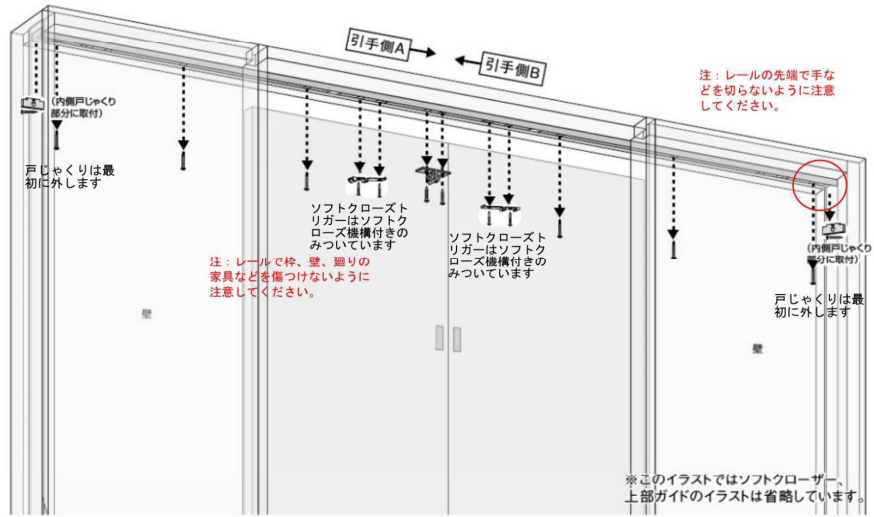 引手側A
引手側B
注：レールの先端で手な
どを切らないように注意
してください。
(内側戸じゃくり
部分に取付)
戸じゃくりは最
初に外します
ソフトクローズト
リガーはソフトク
ローズ機構付きの
みついています
ソフトクローズト
リガーはソフトク
ローズ機構付きの
みついています
注：レールで枠、壁、廻りの
家具などを傷つけないように
注意してください。
(内側戸じゃくり
部分に取付)
戸じゃくりは最
初に外します
壁
壁
※このイラストではソフトクローザー、
上部ガイドのイラストは省略しています。